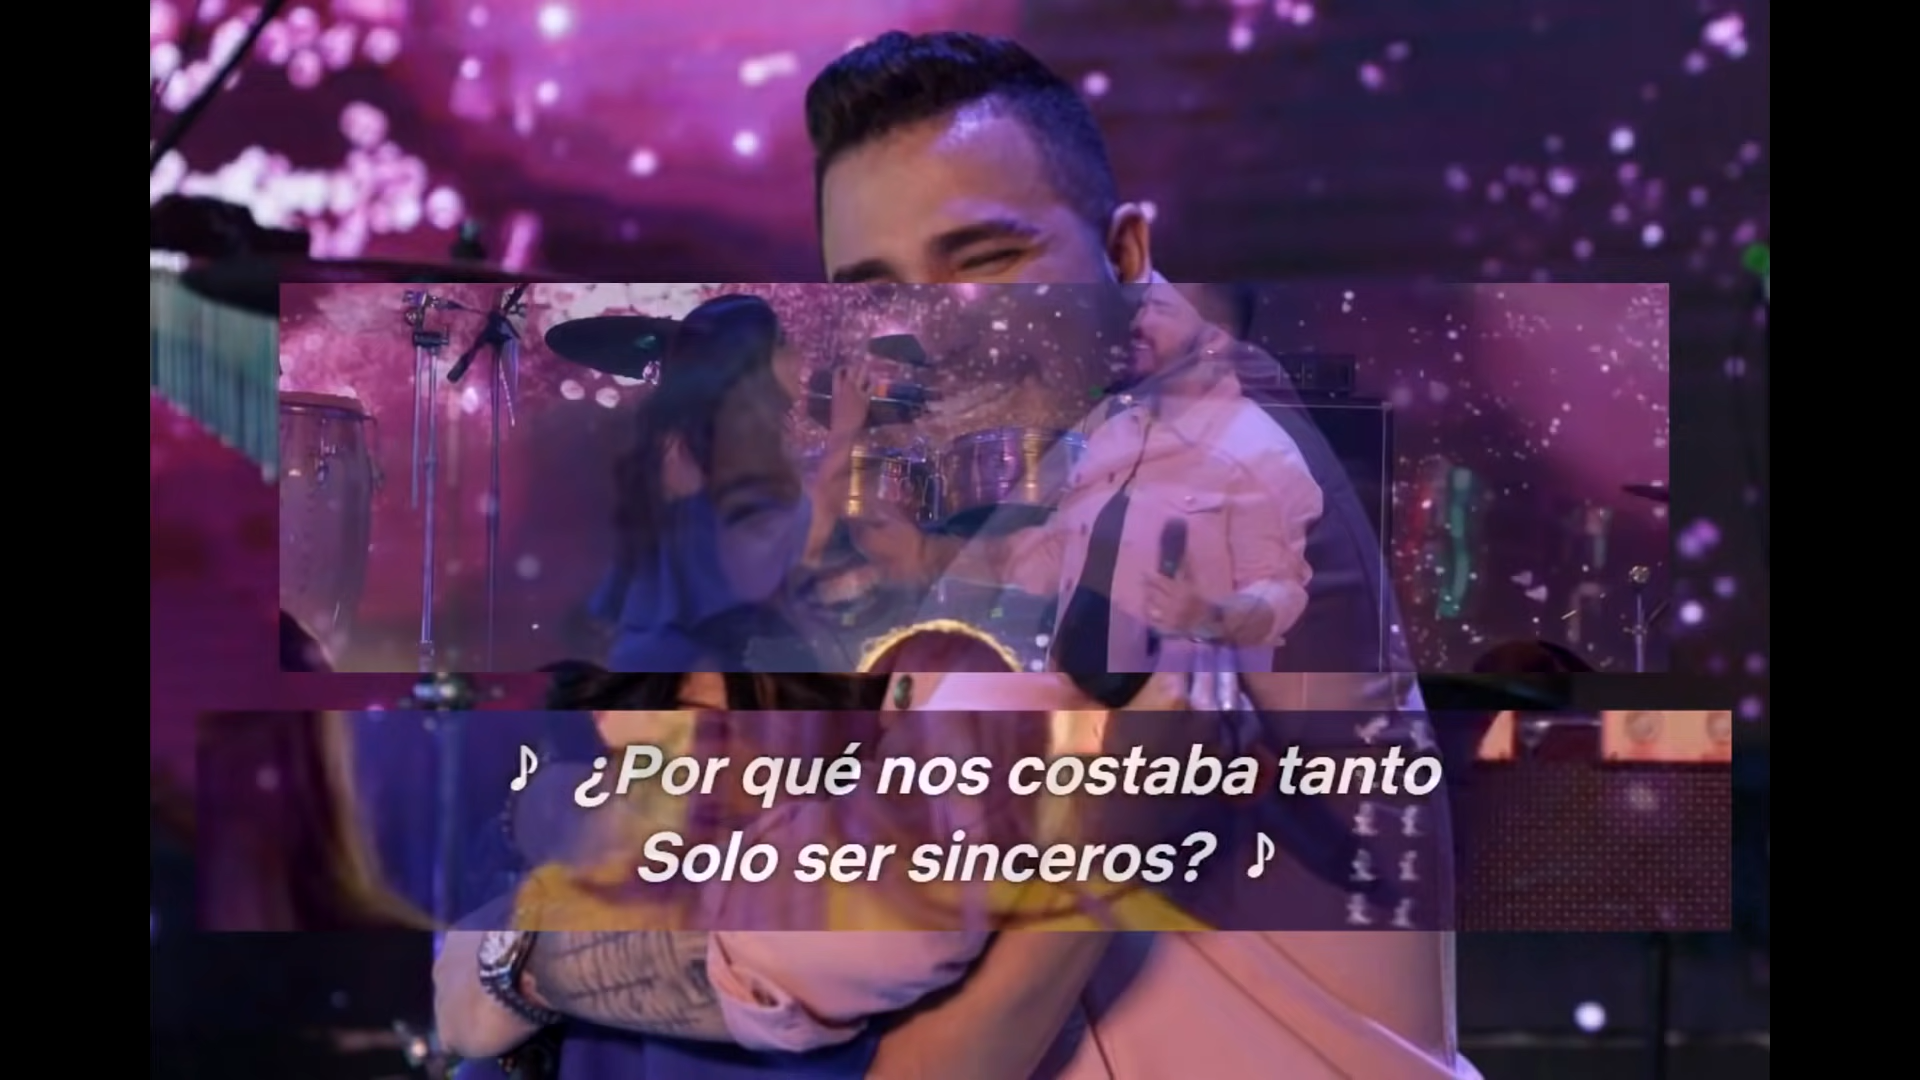 ♪ ¿Por qué nos costaba tanto
Solo ser sinceros? ♪